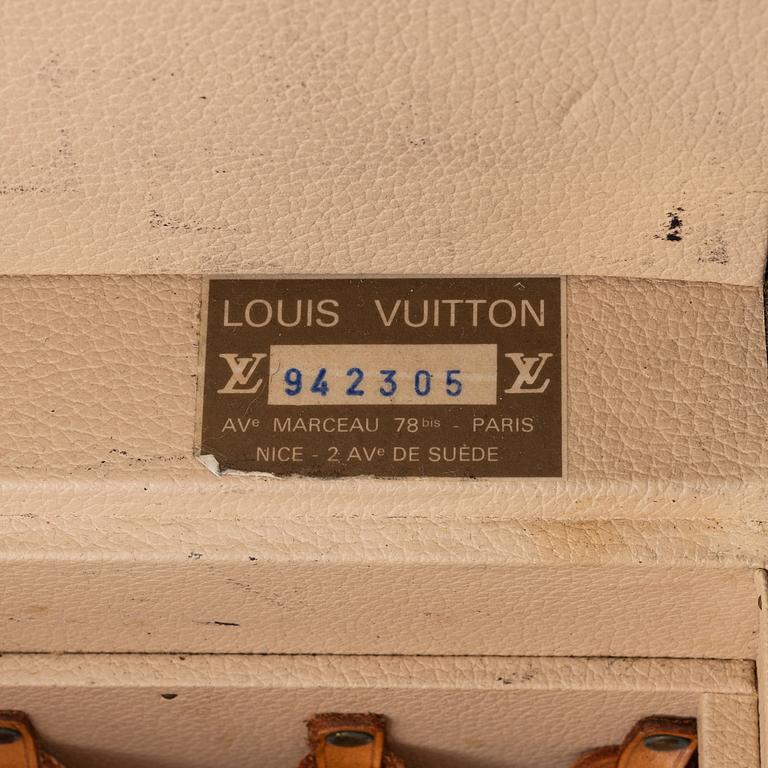 LOUIS VUITTON
LV 942305 LV
AVe MARCEAU 78bis - PARIS
NICE - 2 AVe DE SUÈDE